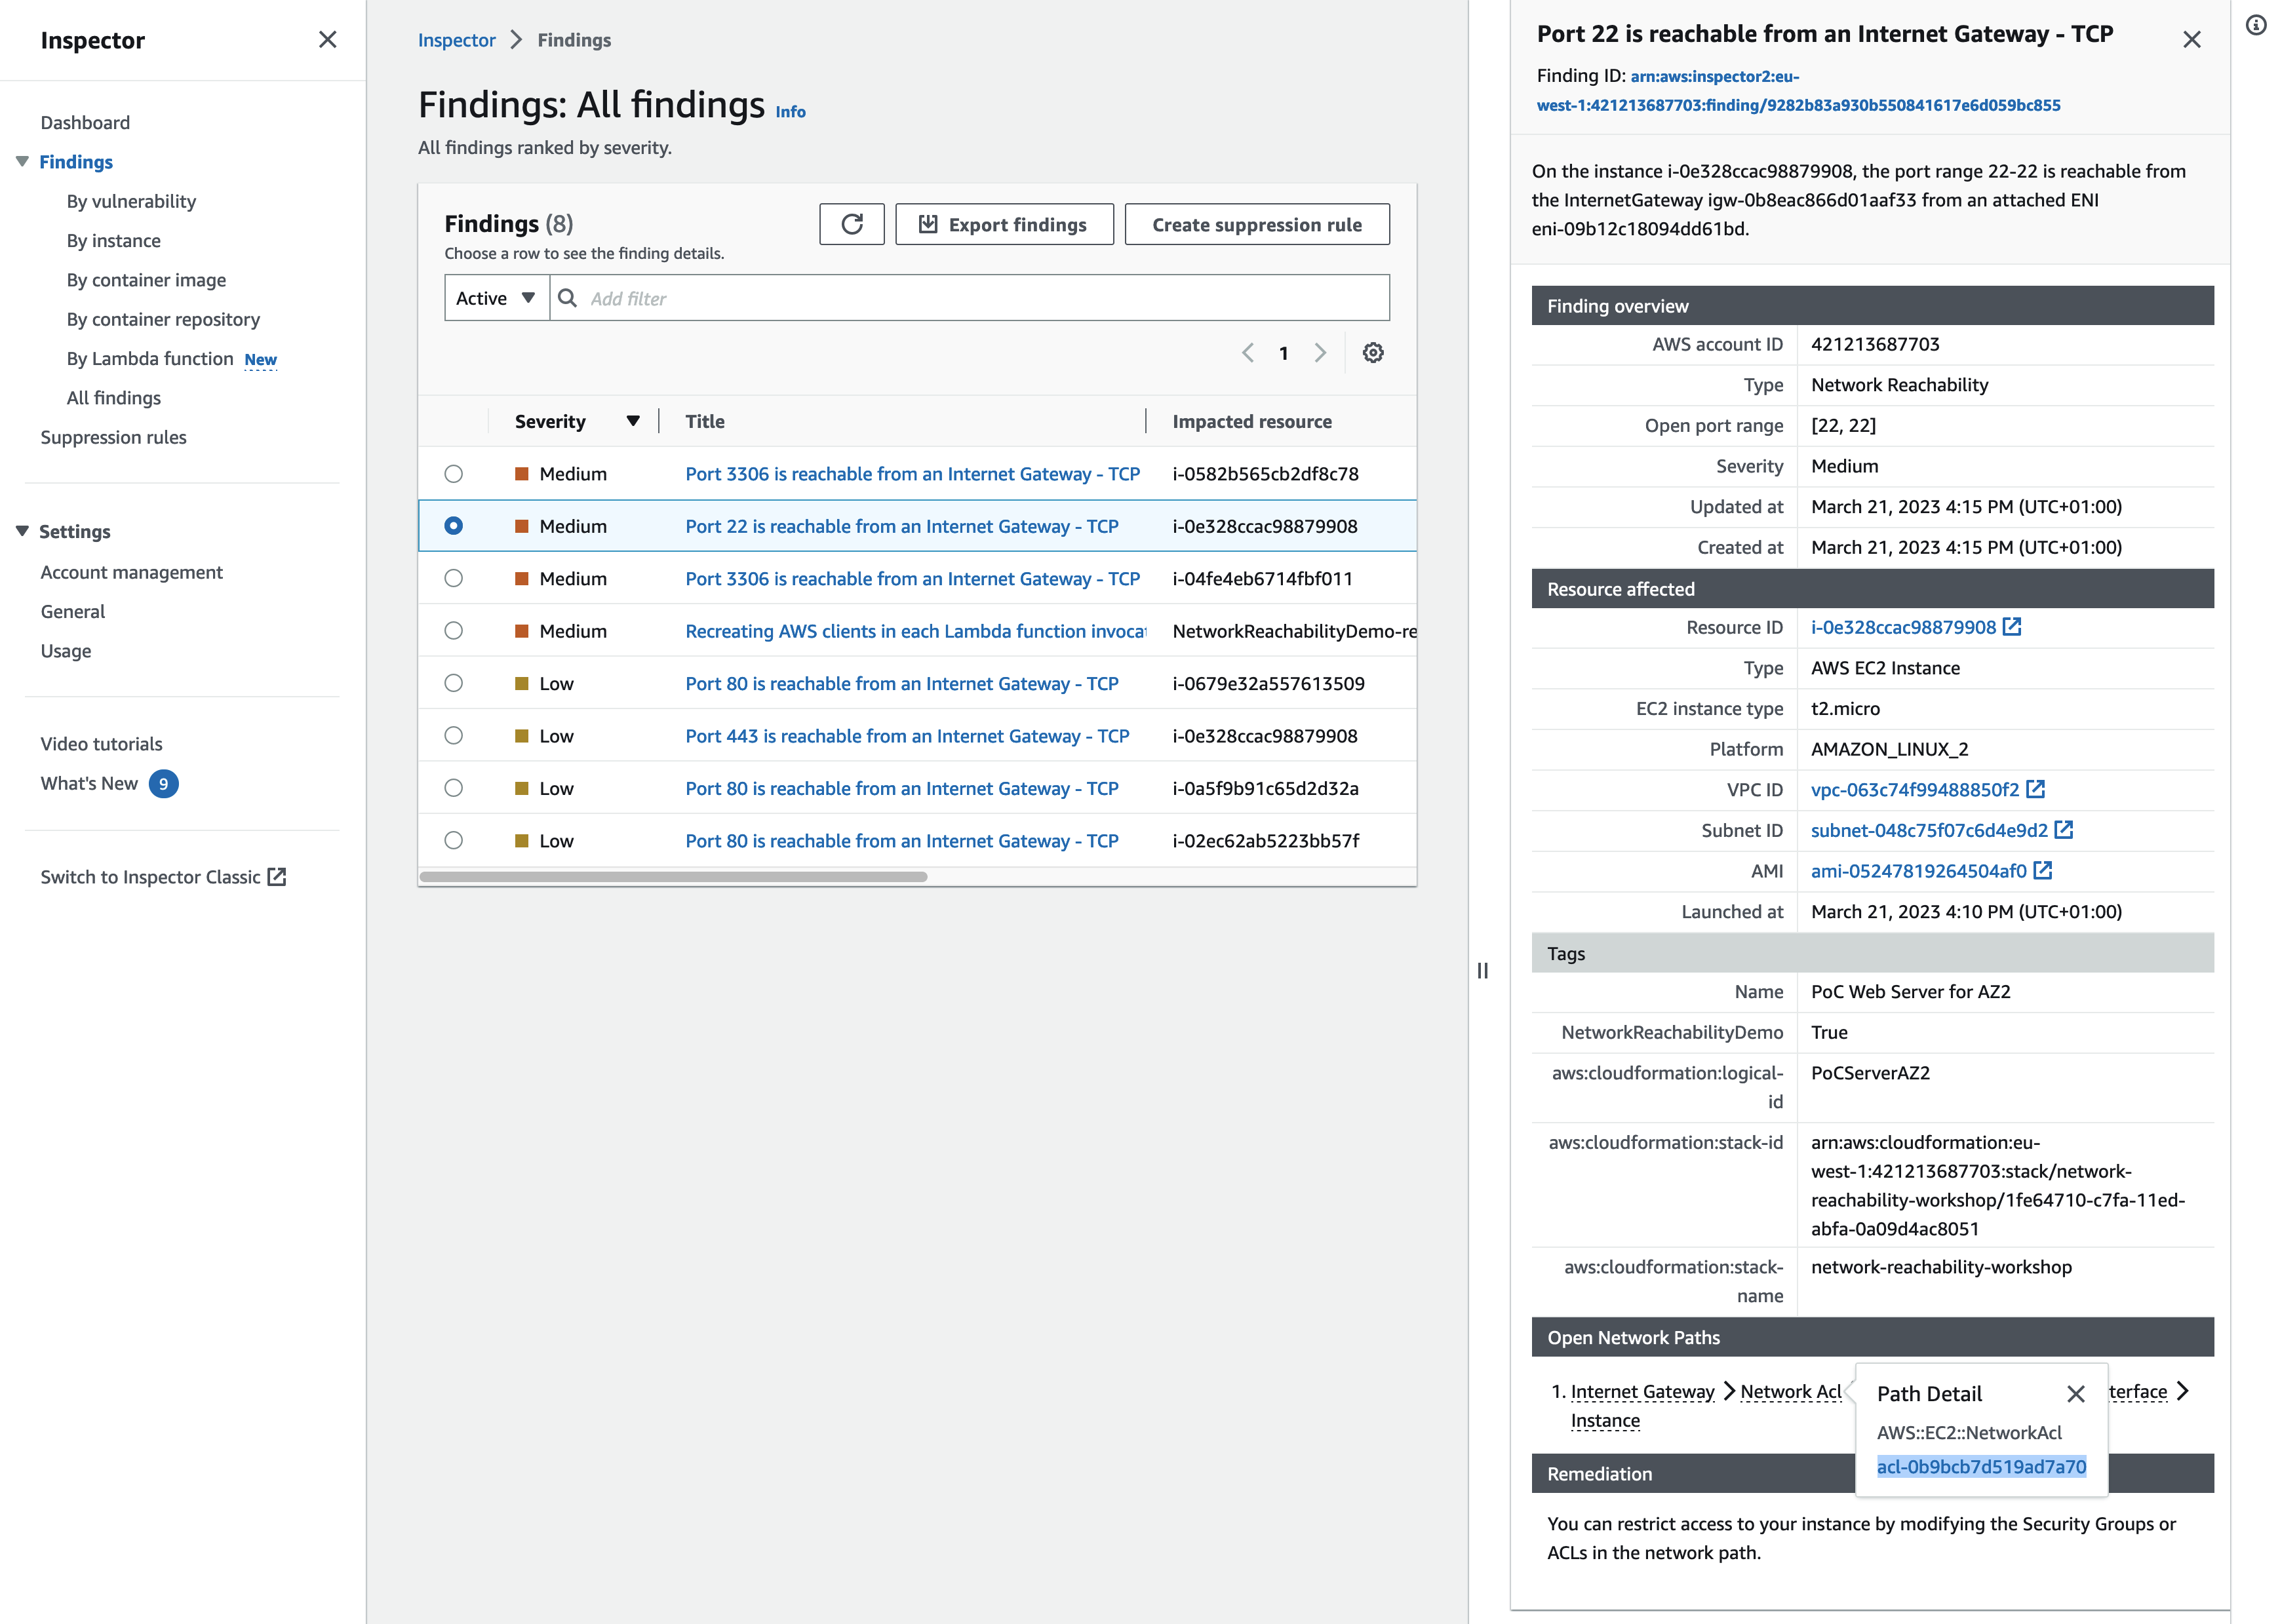 Inspector
Dashboard
Findings
By vulnerability
By instance
By container image
By container repository
By Lambda function New
All findings
Suppression rules
Settings
Account management
General
Usage
Video tutorials
What's New 9
Switch to Inspector Classic
Inspector Findings
Findings: All findings Info
All findings ranked by severity.
Findings (8)
Choose a row to see the finding details.
Export findings
Create suppression rule
Active
Add filter
1
Severity Title Impacted resource
Medium Port 3306 is reachable from an Internet Gateway - TCP i-0582b565cb2df8c78
Medium Port 22 is reachable from an Internet Gateway - TCP i-0e328ccac98879908
Medium Port 3306 is reachable from an Internet Gateway - TCP i-04fe4eb6714fbf011
Medium Recreating AWS clients in each Lambda function invocat NetworkReachabilityDemo-re
Low Port 80 is reachable from an Internet Gateway - TCP i-0679e32a557613509
Low Port 443 is reachable from an Internet Gateway - TCP i-0e328ccac98879908
Low Port 80 is reachable from an Internet Gateway - TCP i-0a5f9b91c65d2d32a
Low Port 80 is reachable from an Internet Gateway - TCP i-02ec62ab5223bb57f
Port 22 is reachable from an Internet Gateway - TCP
Finding ID: arn:aws:inspector2:eu-
west-1:421213687703:finding/9282b83a930b550841617e6d059bc855
On the instance i-0e328ccac98879908, the port range 22-22 is reachable from
the InternetGateway igw-0b8eac866d01aaf33 from an attached ENI
eni-09b12c18094dd61bd.
Finding overview
AWS account ID 421213687703
Type Network Reachability
Open port range [22, 22]
Severity Medium
Updated at March 21, 2023 4:15 PM (UTC+01:00)
Created at March 21, 2023 4:15 PM (UTC+01:00)
Resource affected
Resource ID i-0e328ccac98879908
Type AWS EC2 Instance
EC2 instance type t2.micro
Platform AMAZON_LINUX_2
VPC ID vpc-063c74f99488850f2
Subnet ID subnet-048c75f07c6d4e9d2
AMI ami-05247819264504af0
Launched at March 21, 2023 4:10 PM (UTC+01:00)
Tags
Name PoC Web Server for AZ2
NetworkReachabilityDemo True
aws:cloudformation:logical- PoCServerAZ2
id
aws:cloudformation:stack-id arn:aws:cloudformation:eu-
west-1:421213687703:stack/network-
reachability-workshop/1fe64710-c7fa-11ed-
abfa-0a09d4ac8051
aws:cloudformation:stack- network-reachability-workshop
name
Open Network Paths
1. Internet Gateway Network Acl terface
Instance
Path Detail
AWS::EC2::NetworkAcl
acl-0b9bcb7d519ad7a70
Remediation
You can restrict access to your instance by modifying the Security Groups or
ACLs in the network path.